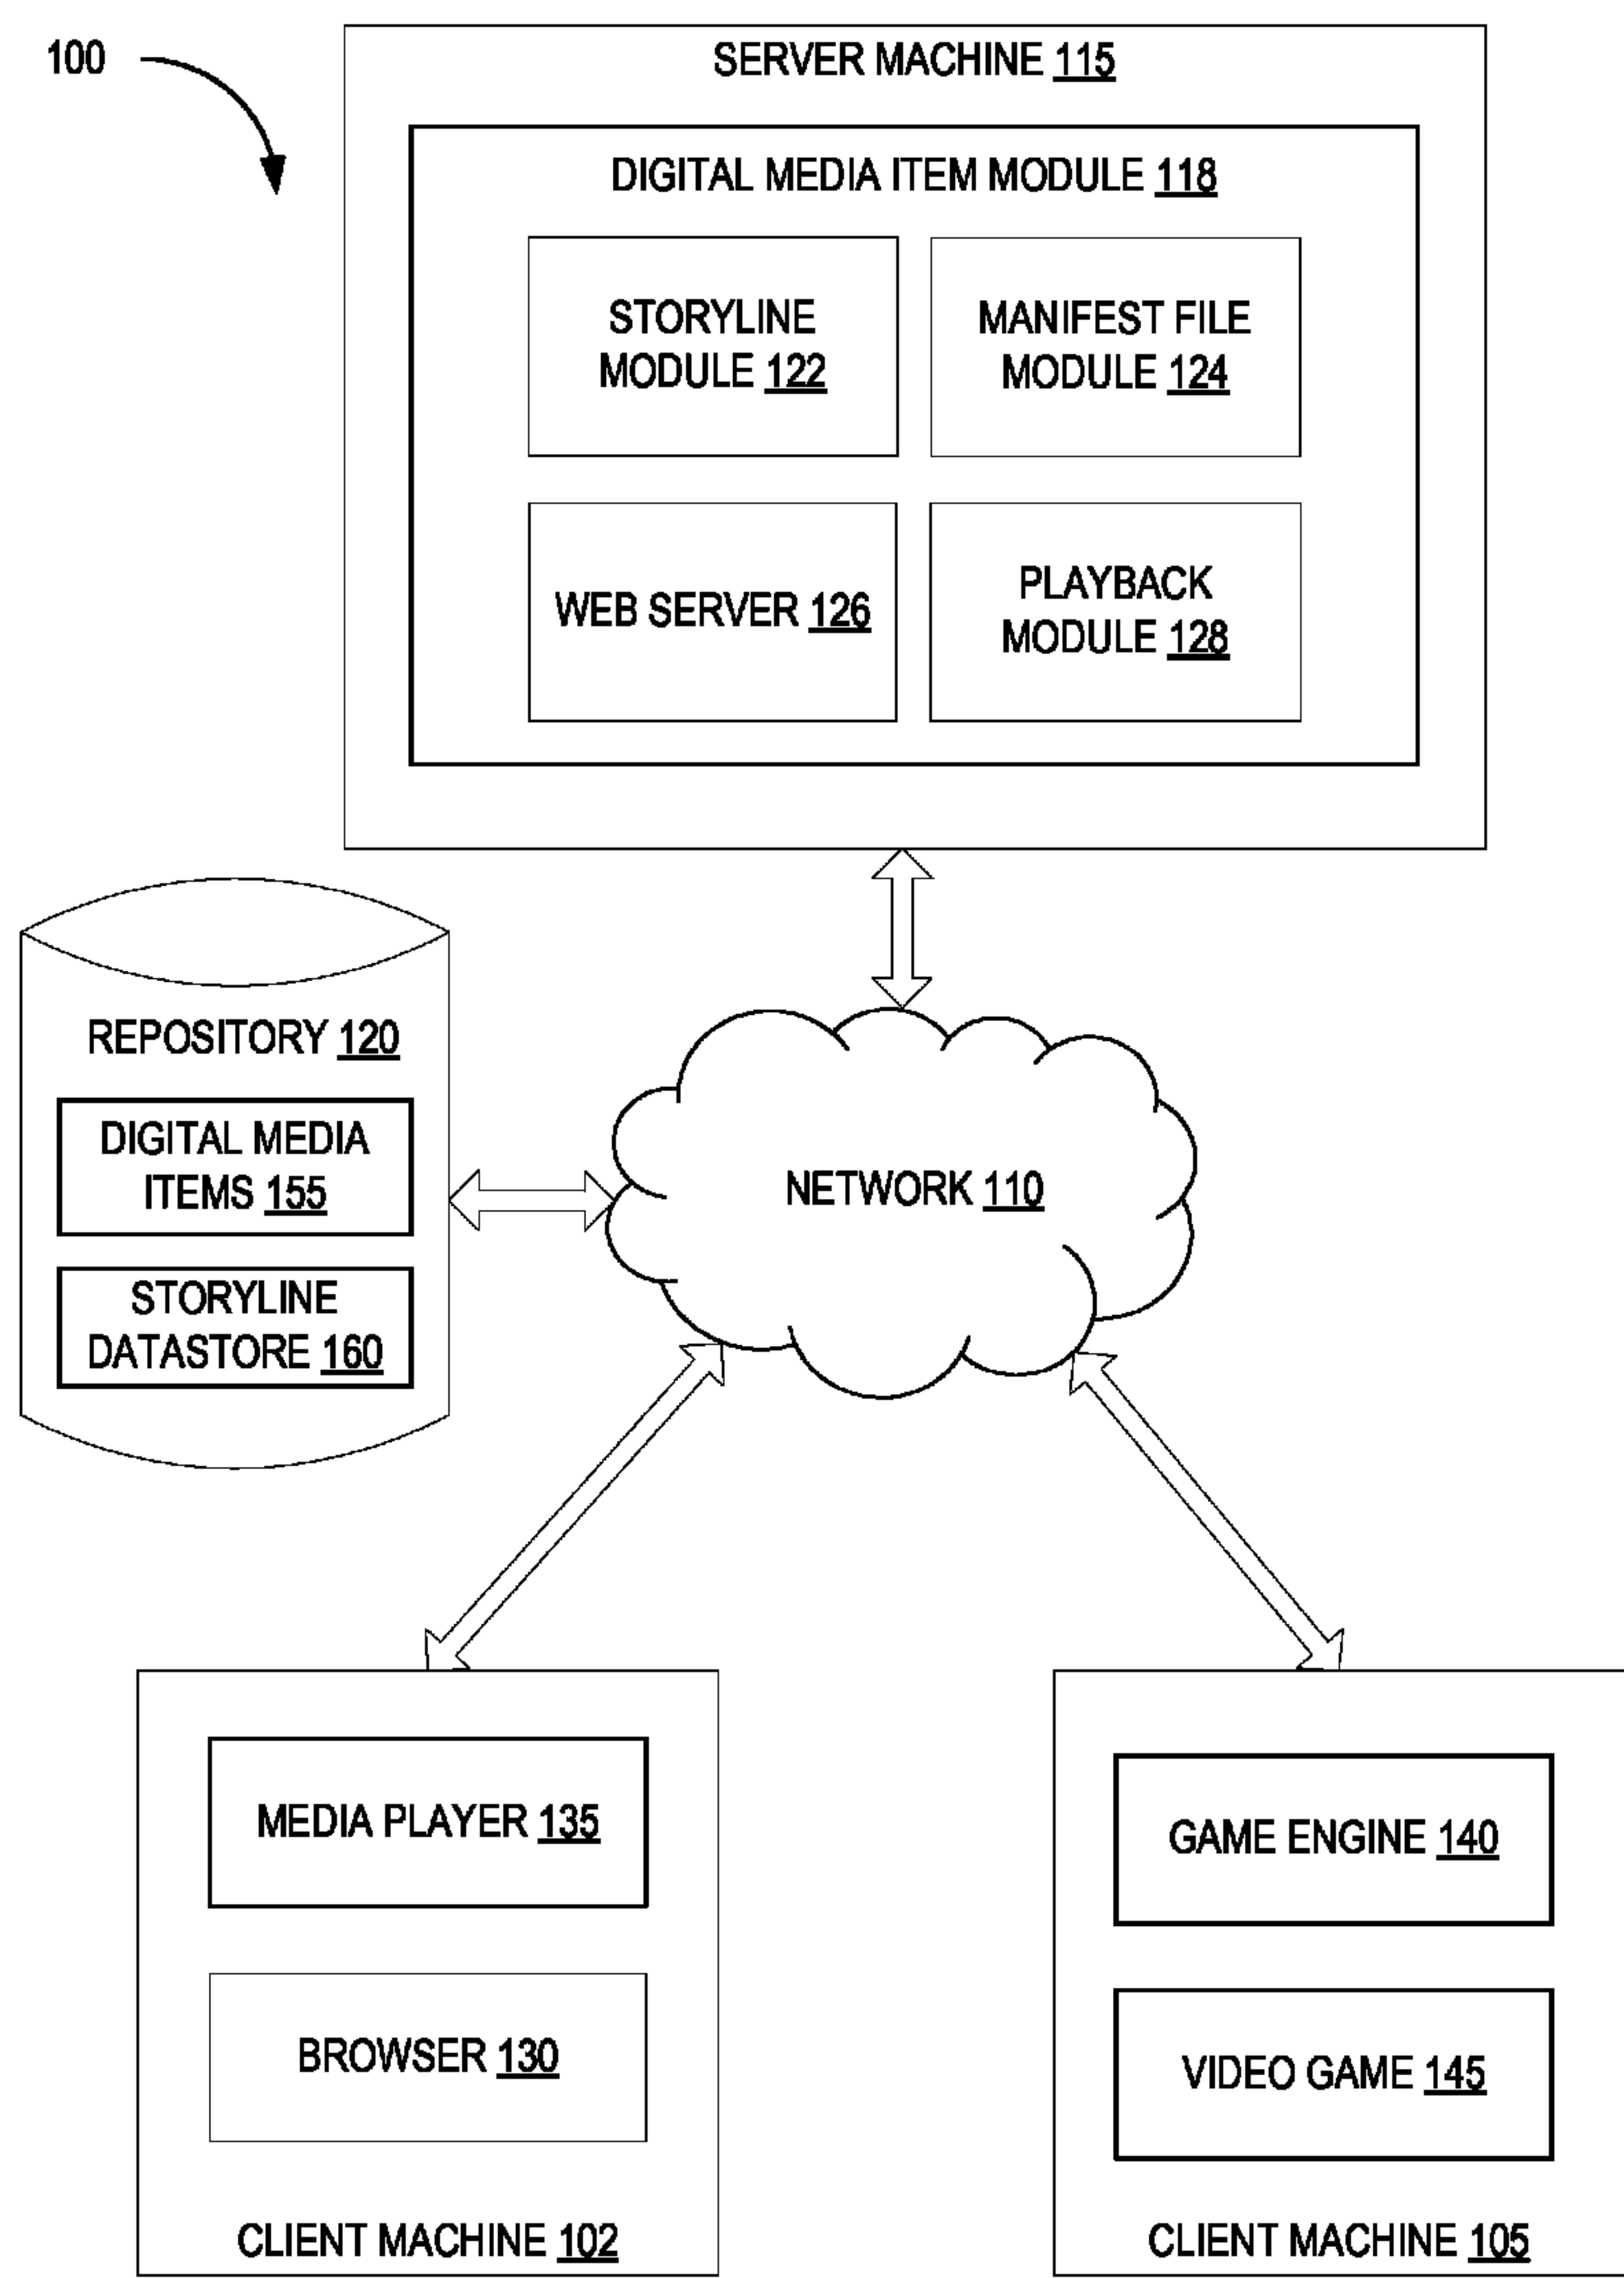 100
SERVER MACHINE 115
DIGITAL MEDIA ITEM MODULE 118
STORYLINE
MODULE 122
MANIFEST FILE
MODULE 124
WEB SERVER 126
PLAYBACK
MODULE 128
REPOSITORY 120
DIGITAL MEDIA
ITEMS 155
STORYLINE
DATASTORE 160
NETWORK 110
MEDIA PLAYER 135
BROWSER 130
CLIENT MACHINE 102
GAME ENGINE 140
VIDEO GAME 145
CLIENT MACHINE 105